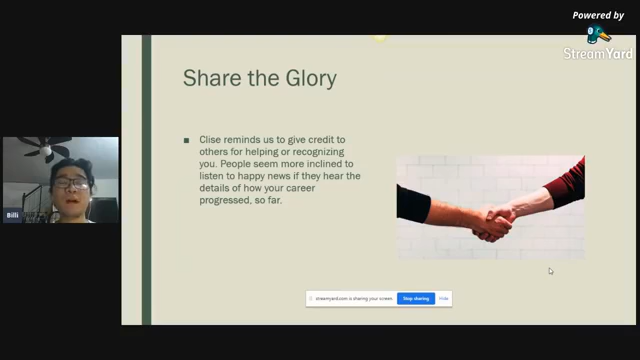 Powered by
StreamYard
Share the Glory
Clise reminds us to give credit to
others for helping or recognizing
you. People seem more inclined to
listen to happy news if they hear the
details of how your career
progressed, so far.
Billi
streamyard.com is sharing your screen.
Stop sharing
Hide